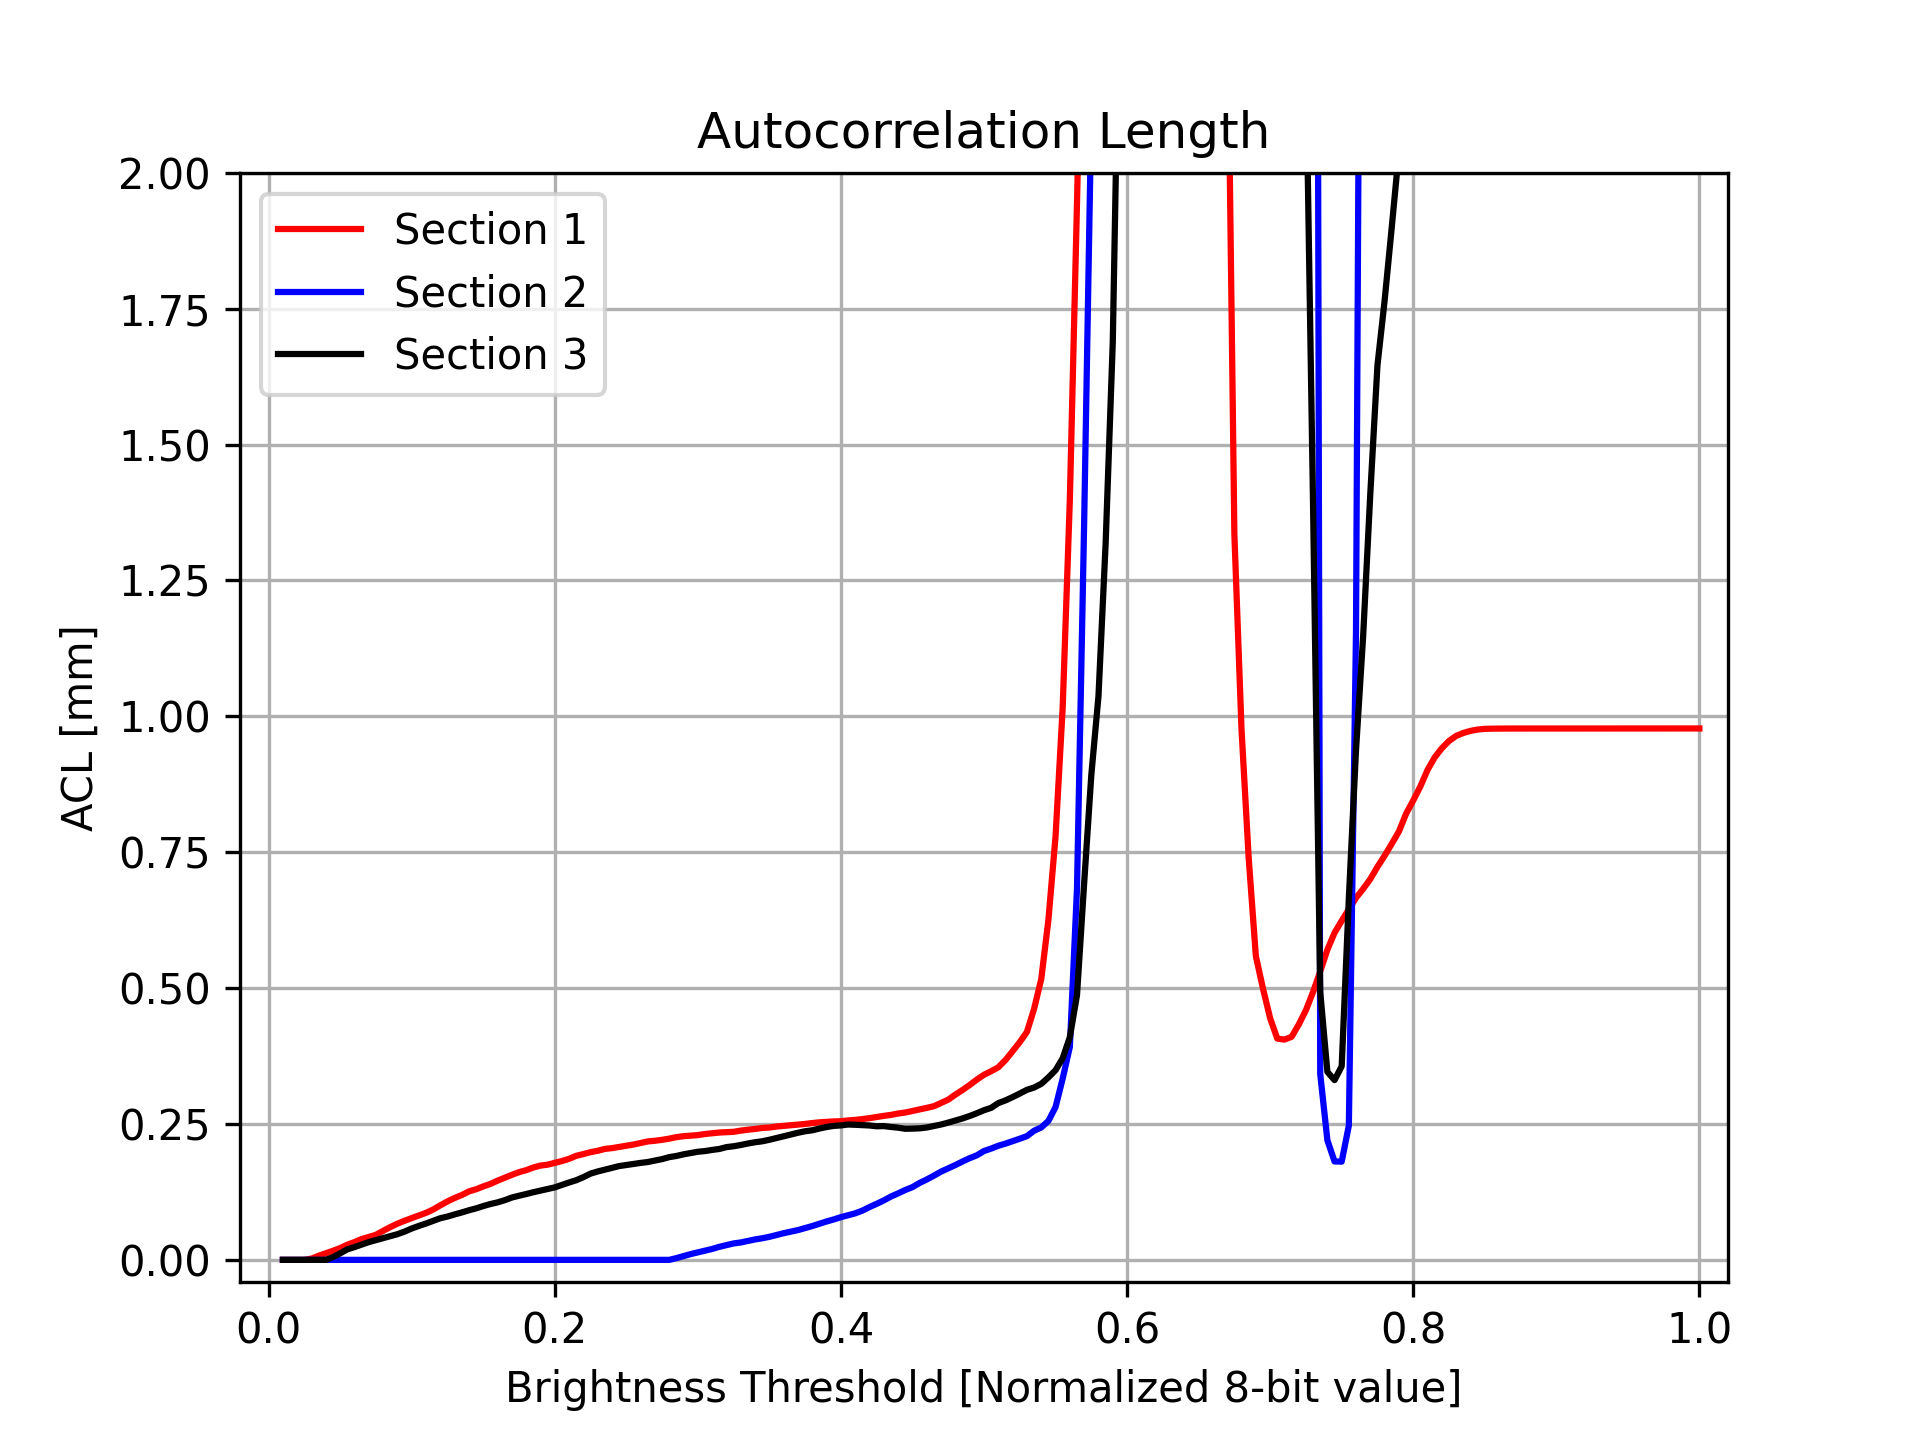 Autocorrelation Length
2.00
1.75
1.50
1.25
1.00
0.75
0.50
0.25
0.00
ACL [mm]
Section 1
Section 2
Section 3
0.0 0.2 0.4 0.6 0.8 1.0
Brightness Threshold [Normalized 8-bit value]